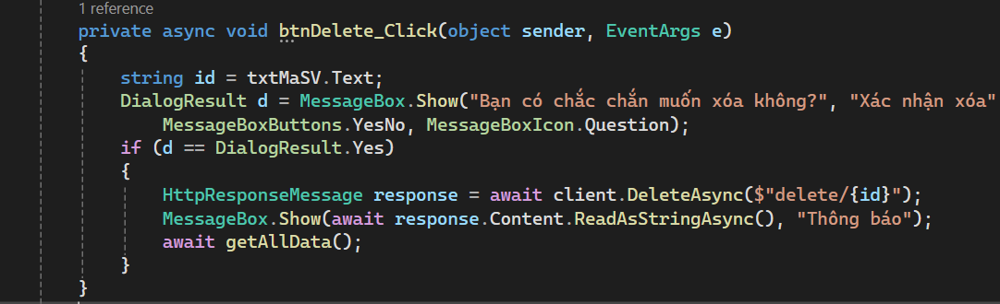 1 reference
private async void btnDelete_Click(object sender, EventArgs e)
{
string id = txtMaSV.Text;
DialogResult d = MessageBox.Show("Bạn có chắc chắn muốn xóa không?", "Xác nhận xóa"
MessageBoxButtons.YesNo, MessageBoxIcon.Question);
if (d == DialogResult.Yes)
{
HttpResponseMessage response = await client.DeleteAsync($"delete/{id}");
MessageBox.Show(await response.Content.ReadAsStringAsync(), "Thông báo");
await getAllData();
}
}